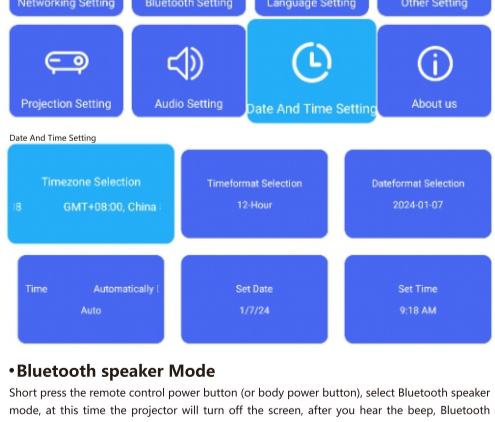 Networking Setting Bluetooth Setting Language Setting Other Setting
Projection Setting Audio Setting Date And Time Setting About us
Date And Time Setting
Timezone Selection Timeformat Selection Dateformat Selection
GMT+08:00, China 12-Hour 2024-01-07
Time Automatically Set Date Set Time
Auto 1/7/24 9:18 AM
•Bluetooth speaker Mode
Short press the remote control power button (or body power button), select Bluetooth speaker
mode, at this time the projector will turn off the screen, after you hear the beep, Bluetooth